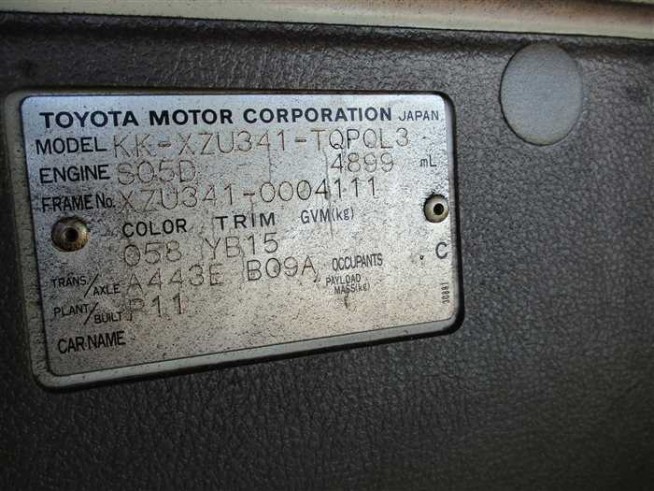 TOYOTA MOTOR CORPORATION JAPAN
MODEL KK-XZU341-TQPQL3
ENGINE S05D 4899 mL
FRAME No. XZU341-0004111
COLOR TRIM GVM(kg)
058 YB15
TRANS/AXLE A443E B09A OCCUPANTS . C
PLANT/BUILT P11 PAYLOAD MASS(kg)
CAR NAME